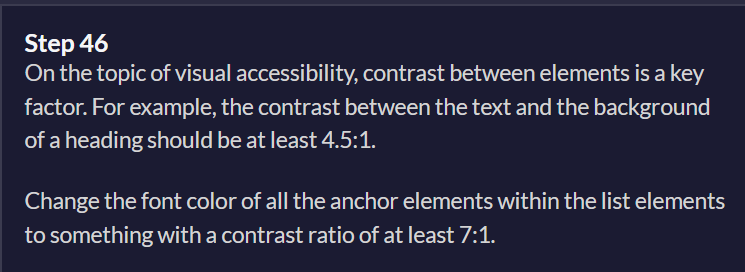 Step 46
On the topic of visual accessibility, contrast between elements is a key
factor. For example, the contrast between the text and the background
of a heading should be at least 4.5:1.
Change the font color of all the anchor elements within the list elements
to something with a contrast ratio of at least 7:1.